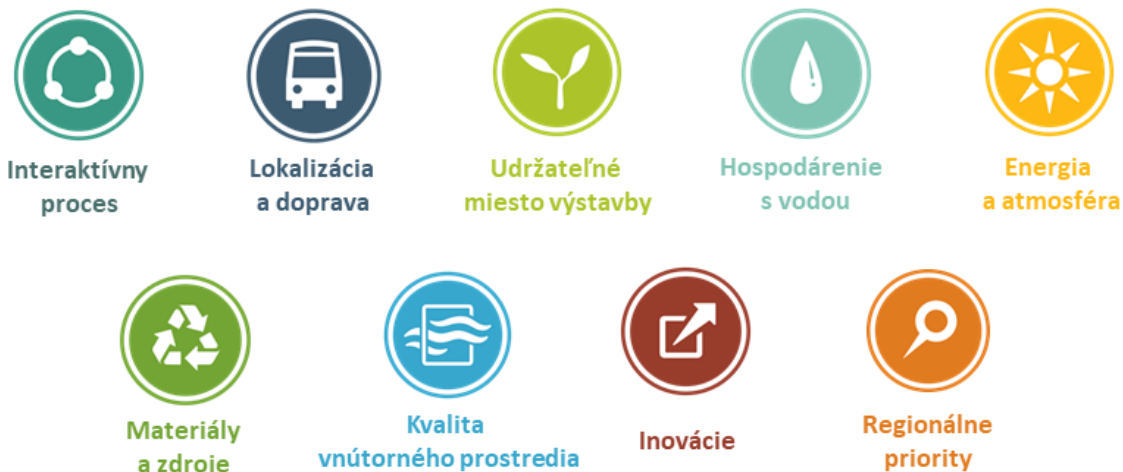 Interaktívny
proces
Lokalizácia
a doprava
Udržateľné
miesto výstavby
Hospodárenie
s vodou
Energia
a atmosféra
Materiály
a zdroje
Kvalita
vnútorného prostredia
Inovácie
Regionálne
priority